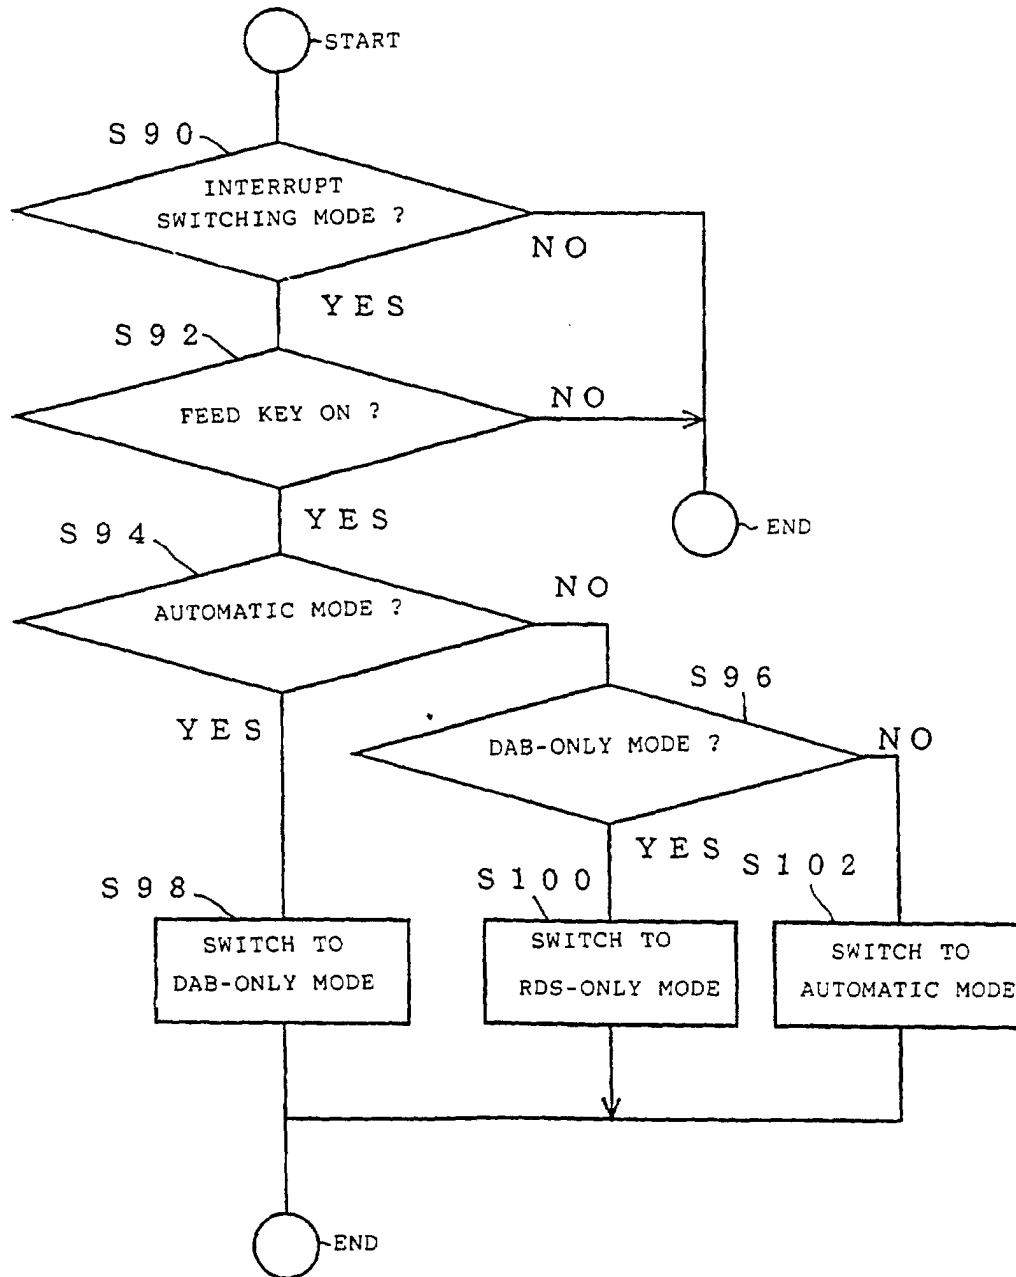 START
S90
INTERRUPT
SWITCHING MODE ?
NO
YES
S92
FEED KEY ON ?
NO
YES
END
S94
AUTOMATIC MODE ?
NO
YES
S96
DAB-ONLY MODE ?
NO
YES
S98
SWITCH TO
DAB-ONLY MODE
S100
SWITCH TO
RDS-ONLY MODE
S102
SWITCH TO
AUTOMATIC MODE
END